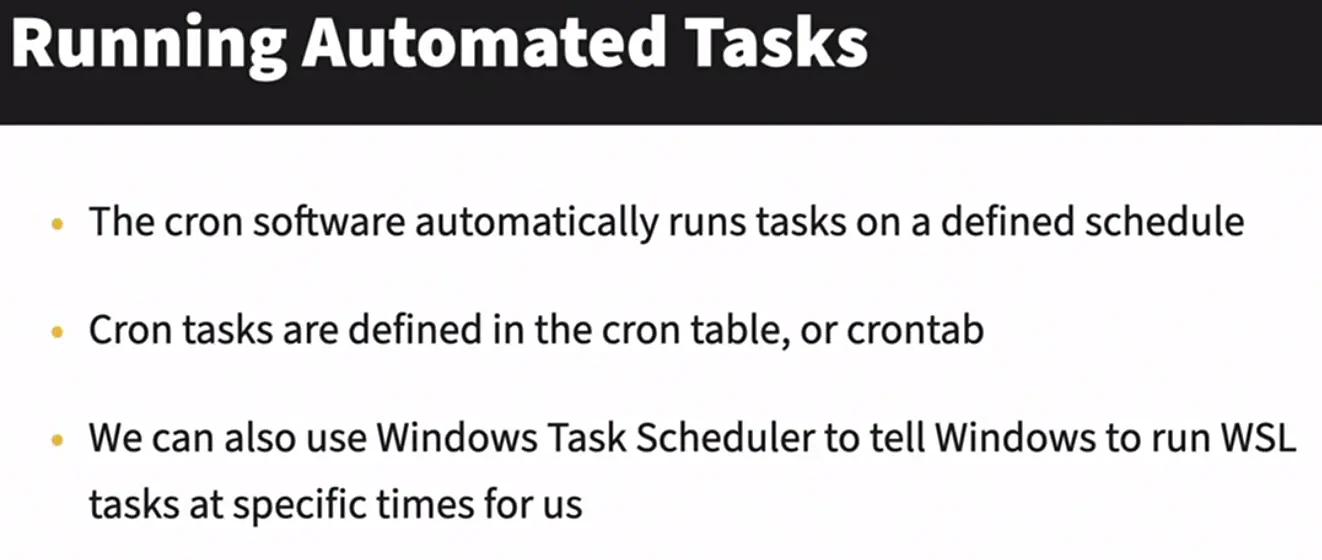 Running Automated Tasks
• The cron software automatically runs tasks on a defined schedule
• Cron tasks are defined in the cron table, or crontab
• We can also use Windows Task Scheduler to tell Windows to run WSL
tasks at specific times for us